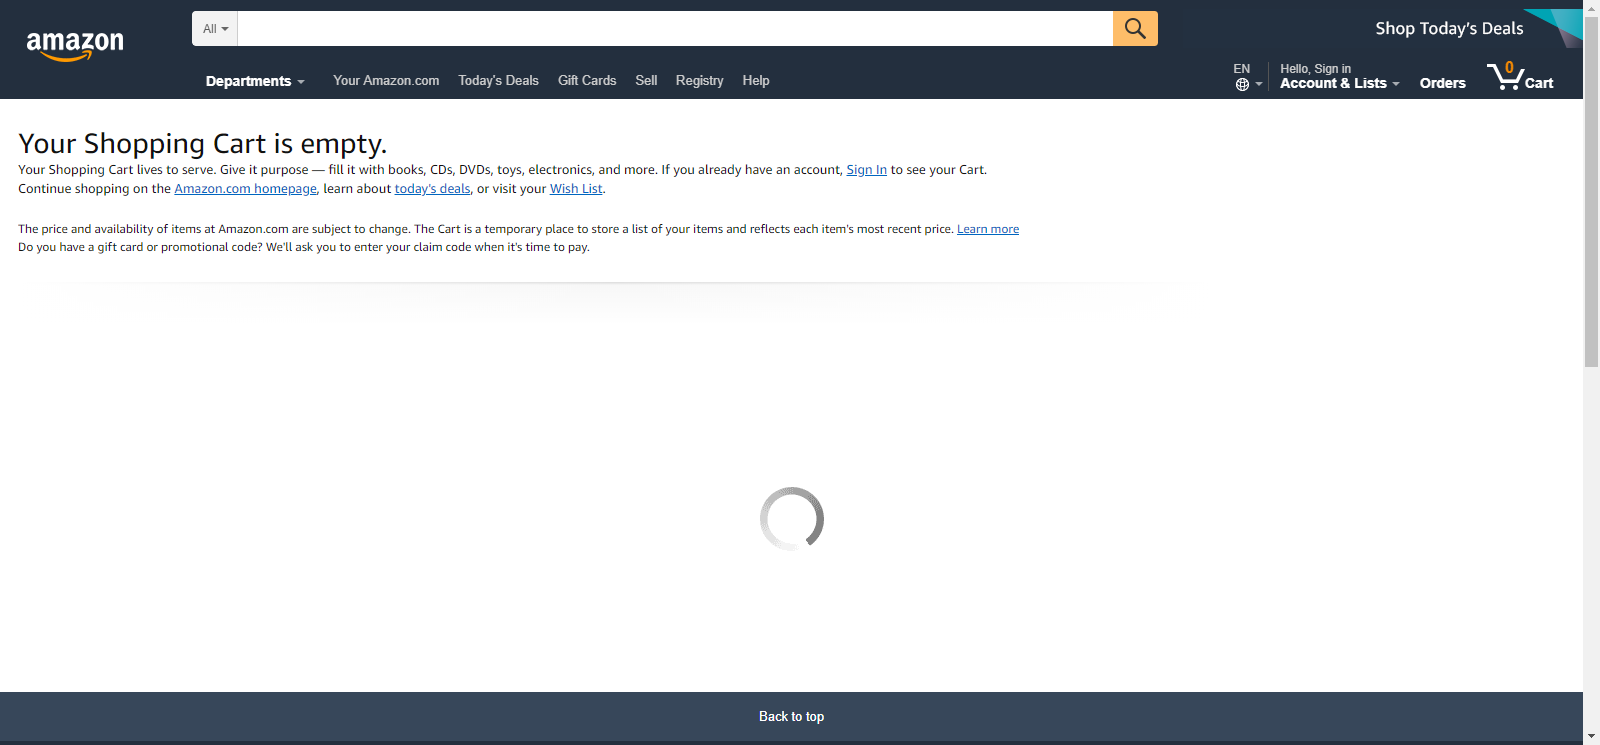 amazon
All
Shop Today's Deals
Departments
Your Amazon.com
Today's Deals
Gift Cards
Sell
Registry
Help
EN
Hello, Sign in
Account & Lists
Orders
0
Cart
Your Shopping Cart is empty.
Your Shopping Cart lives to serve. Give it purpose — fill it with books, CDs, DVDs, toys, electronics, and more. If you already have an account, Sign In to see your Cart.
Continue shopping on the Amazon.com homepage, learn about today's deals, or visit your Wish List.
The price and availability of items at Amazon.com are subject to change. The Cart is a temporary place to store a list of your items and reflects each item's most recent price. Learn more
Do you have a gift card or promotional code? We'll ask you to enter your claim code when it's time to pay.
Back to top